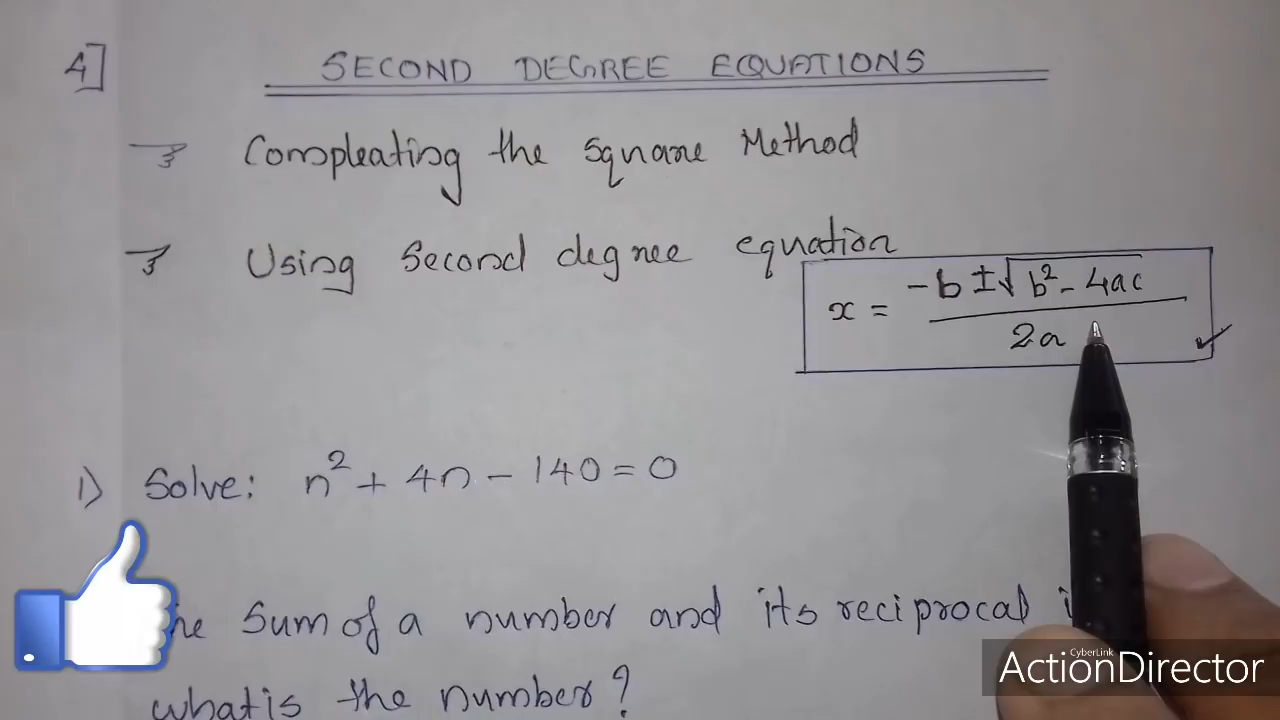 4] SECOND DEGREE EQUATIONS
→ Compleating the Square Method
→ Using Second degree equation
x = -b ± √b² - 4ac / 2a ✓
1) Solve: n² + 4n - 140 = 0
Sum of a number and its reciprocal
what is the number?
CyberLink
ActionDirector